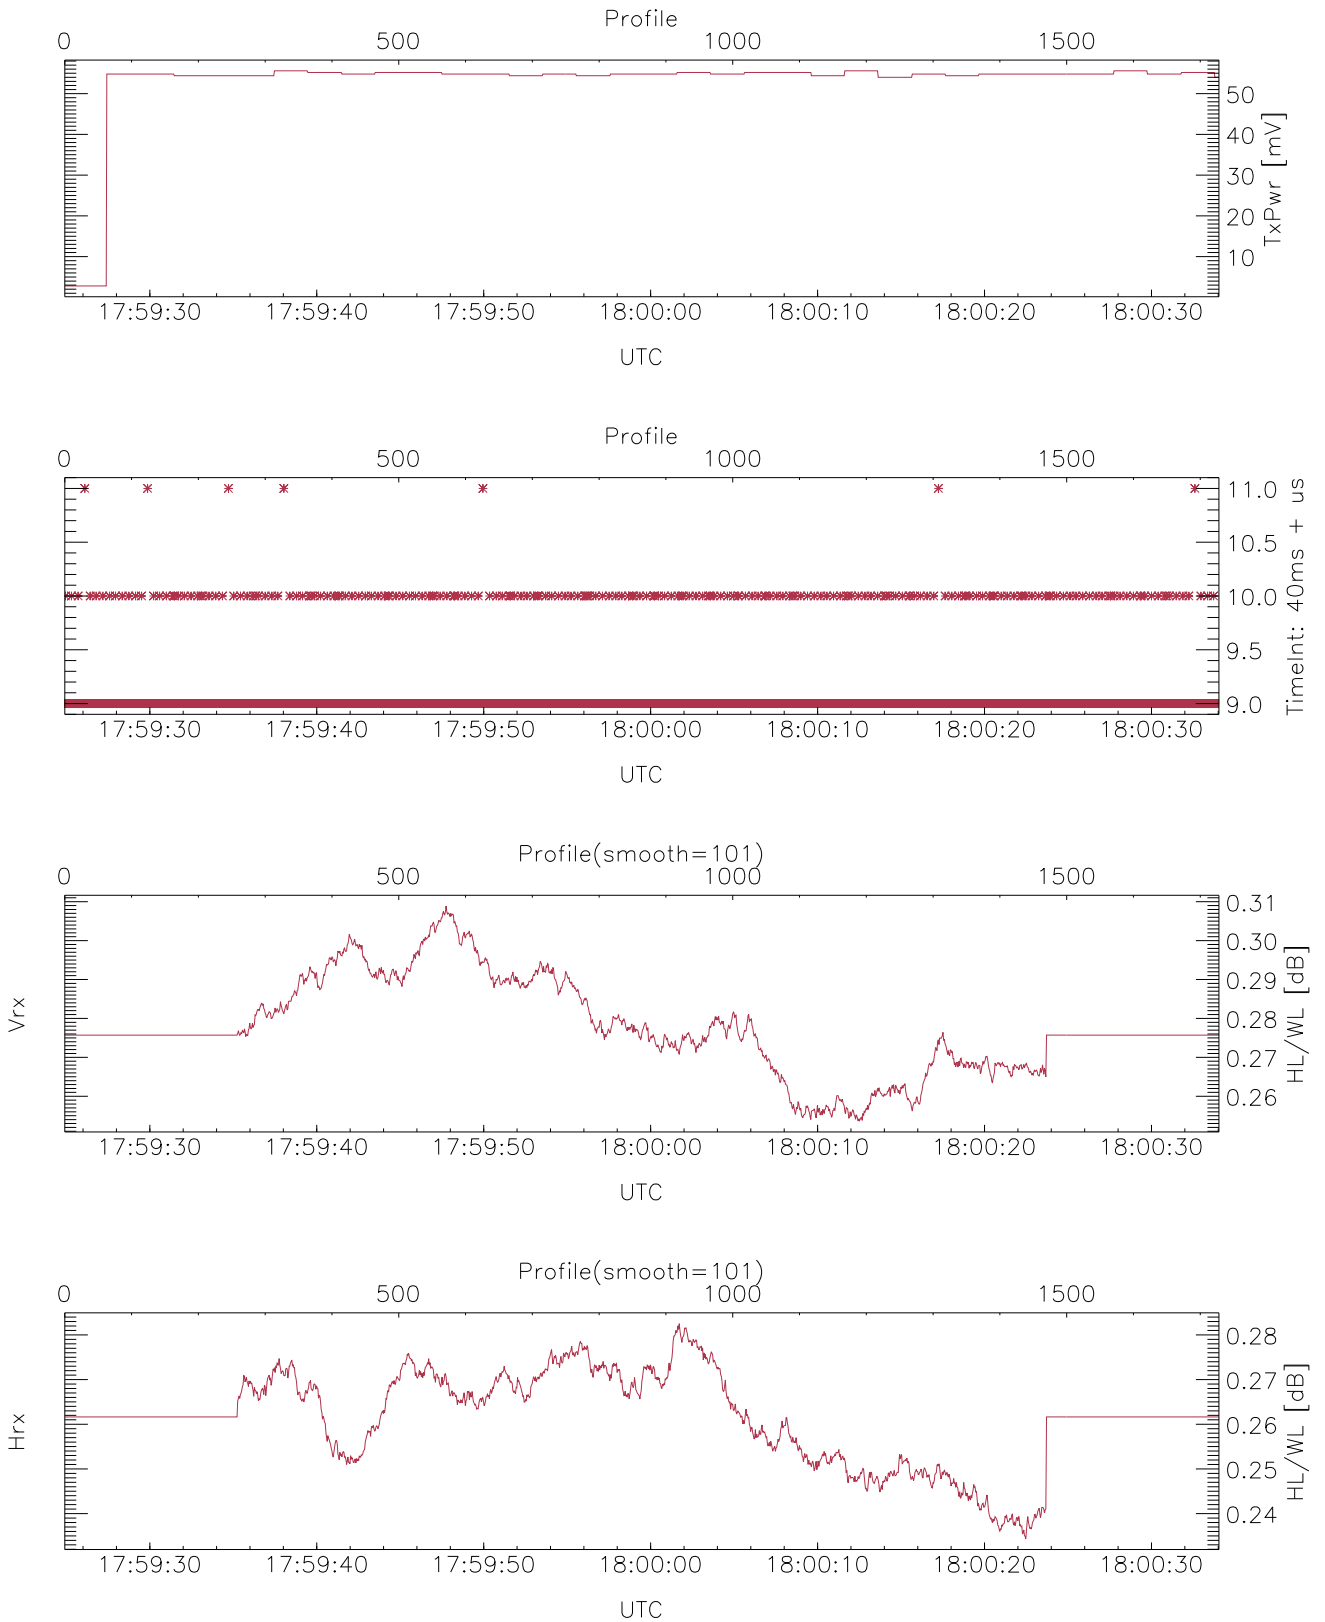 Profile
0 500 1000 1500
50
40
30
20
10
TxPwr [mV]
17:59:30 17:59:40 17:59:50 18:00:00 18:00:10 18:00:20 18:00:30
UTC
Profile
0 500 1000 1500
11.0
10.5
10.0
9.5
9.0
TimeInt: 40ms + us
17:59:30 17:59:40 17:59:50 18:00:00 18:00:10 18:00:20 18:00:30
UTC
Profile(smooth=101)
0 500 1000 1500
Vrx
0.31
0.30
0.29
0.28
0.27
0.26
HL/WL [dB]
17:59:30 17:59:40 17:59:50 18:00:00 18:00:10 18:00:20 18:00:30
UTC
Profile(smooth=101)
0 500 1000 1500
Hrx
0.28
0.27
0.26
0.25
0.24
HL/WL [dB]
17:59:30 17:59:40 17:59:50 18:00:00 18:00:10 18:00:20 18:00:30
UTC